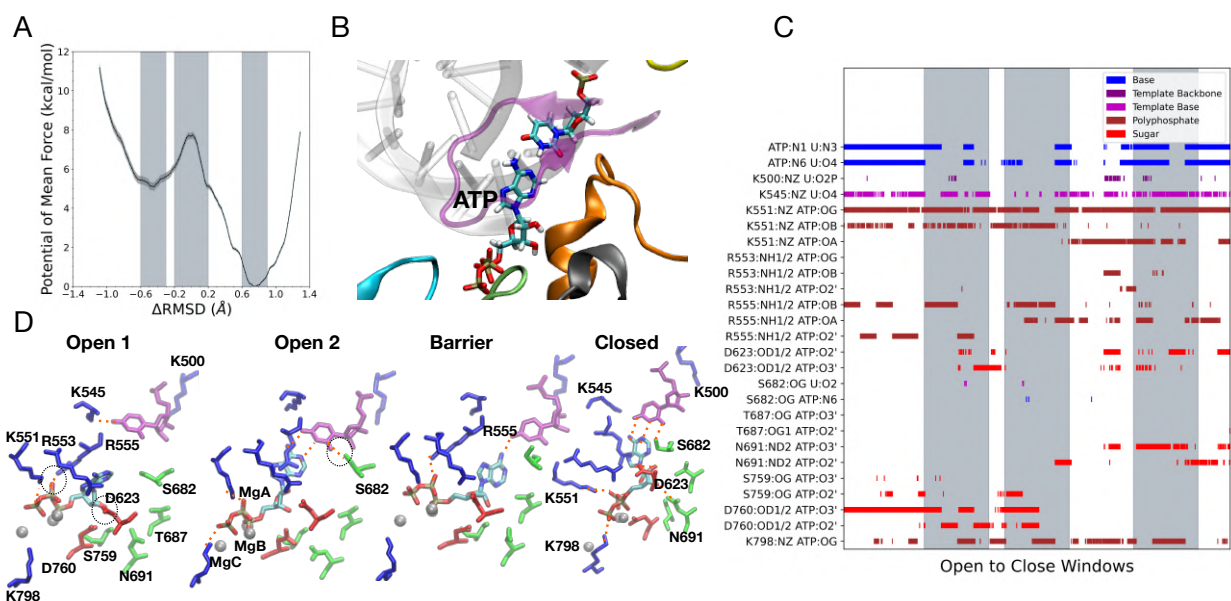 A
Potential of Mean Force (kcal/mol)
12
10
8
6
4
2
0
−1.4
−1.0
−0.6
−0.2
0.2
0.6
0.9
1.4
ΔRMSD (Å)
B
ATP
C
Base
Template Backbone
Template Base
Polyphosphate
Sugar
ATP:N1 U:N3
ATP:N6 U:O4
K500:NZ U:O2P
K545:NZ U:O4
K551:NZ ATP:OG
K551:NZ ATP:OB
K551:NZ ATP:OA
R553:NH1/2 ATP:OG
R553:NH1/2 ATP:OB
R553:NH1/2 ATP:O2'
R555:NH1/2 ATP:OB
R555:NH1/2 ATP:OA
R555:NH1/2 ATP:O2'
D623:OD1/2 ATP:O2'
D623:OD1/2 ATP:O3'
S682:OG U:O2
S682:OG ATP:N6
T687:OG ATP:O3'
T687:OG1 ATP:O2'
N691:ND2 ATP:O3'
N691:ND2 ATP:O2'
S759:OG ATP:O3'
S759:OG ATP:O2'
D760:OD1/2 ATP:O3'
D760:OD1/2 ATP:O2'
K798:NZ ATP:OG
Open to Close Windows
D
Open 1
K500
K545
K551
R553
R555
D623
S682
T687
S759
D760
N691
K798
Open 2
S682
MgA
MgB
MgC
Barrier
R555
Closed
K545
K500
S682
D623
K551
N691
K798